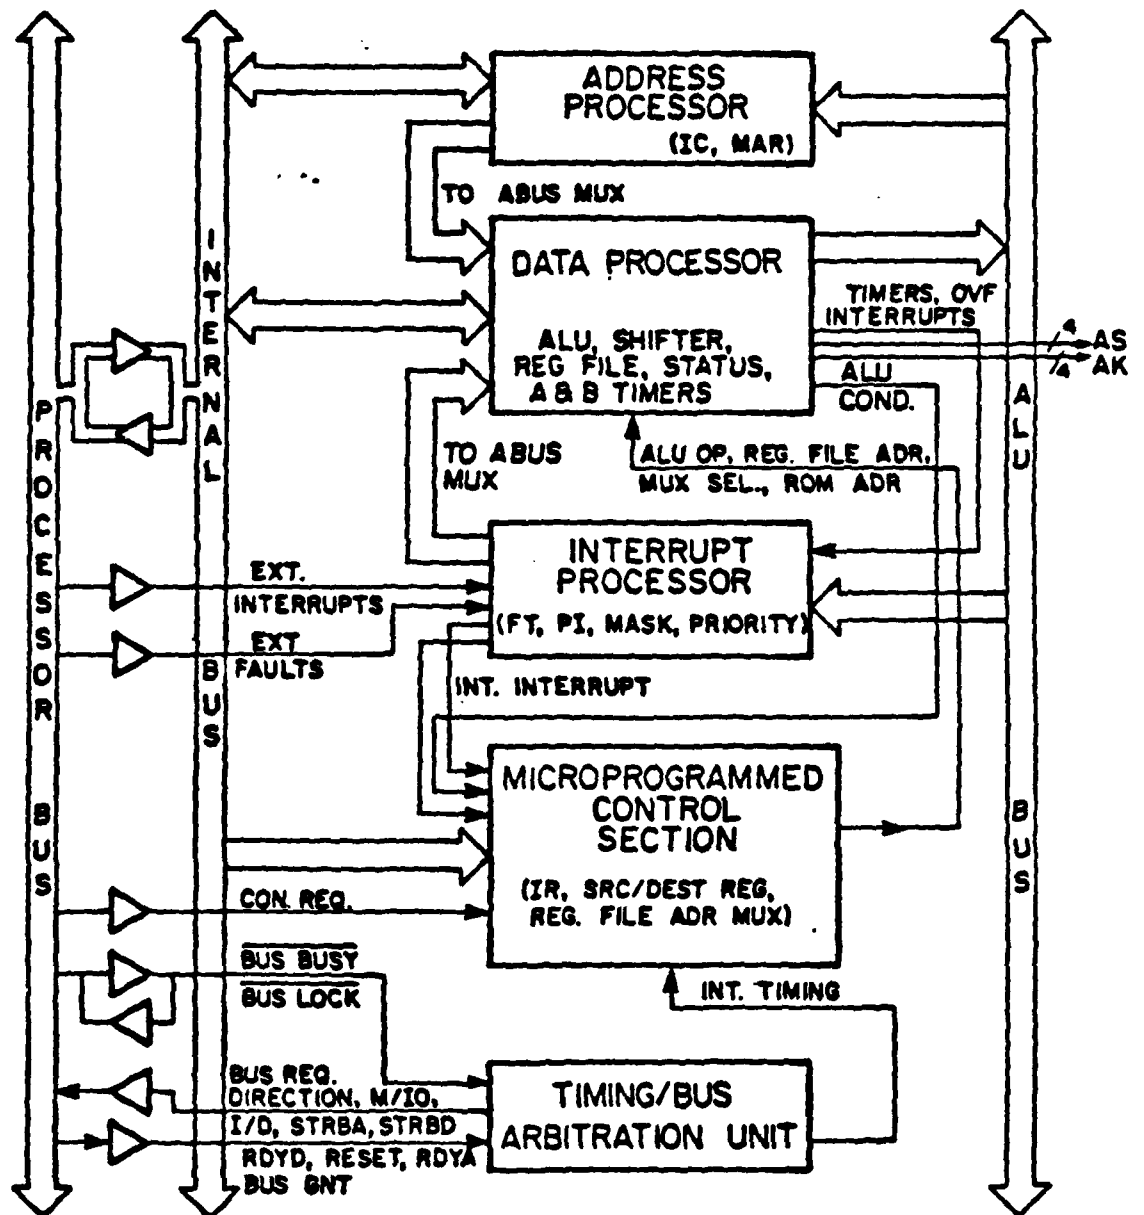 ADDRESS
PROCESSOR
(IC, MAR)
TO ABUS MUX
DATA PROCESSOR
ALU, SHIFTER,
REG FILE, STATUS,
A & B TIMERS
TIMERS, OVF
INTERRUPTS
4
AS
4
AK
ALU
COND.
ALU OP, REG. FILE ADR,
MUX SEL., ROM ADR
TO ABUS
MUX
INTERRUPT
PROCESSOR
(FT, PI, MASK, PRIORITY)
EXT.
INTERRUPTS
EXT
FAULTS
INT. INTERRUPT
MICROPROGRAMMED
CONTROL
SECTION
(IR, SRC/DEST REG,
REG. FILE ADR MUX)
CON. REQ.
BUS BUSY
BUS LOCK
INT. TIMING
BUS REQ.
DIRECTION, M/IO,
I/D, STRBA, STRBD
RDYD, RESET, RDYA
BUS GNT
TIMING/BUS
ARBITRATION UNIT
PROCESSOR BUS
INTERNAL BUS
ALU BUS